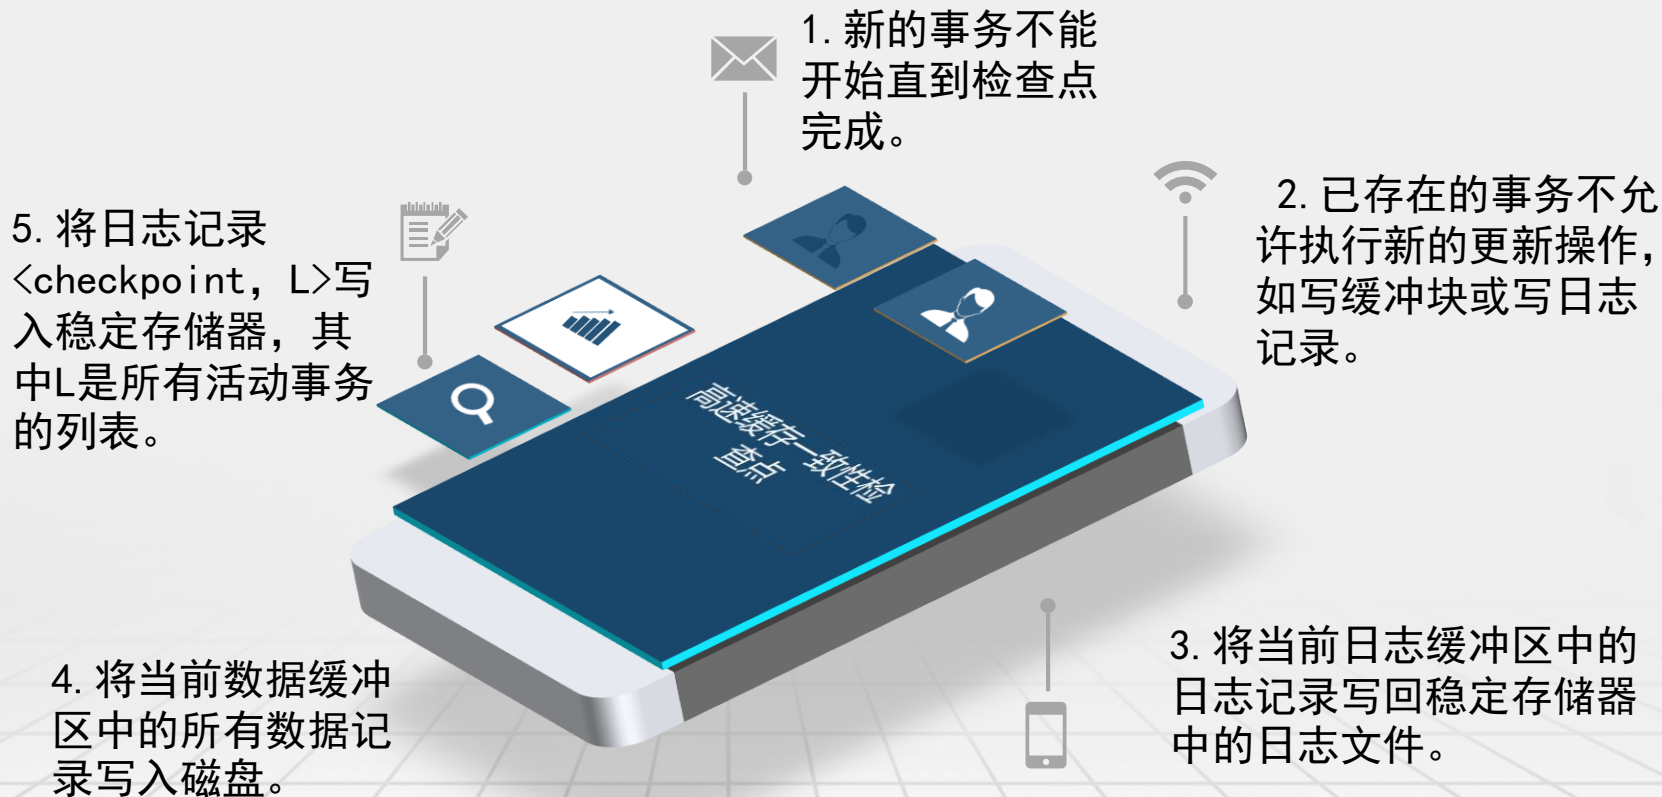 1. 新的事务不能
开始直到检查点
完成。
2. 已存在的事务不允
许执行新的更新操作，
如写缓冲块或写日志
记录。
3. 将当前日志缓冲区中的
日志记录写回稳定存储器
中的日志文件。
4. 将当前数据缓冲
区中的所有数据记
录写入磁盘。
5. 将日志记录
<checkpoint，L>写
入稳定存储器，其
中L是所有活动事务
的列表。
高速缓存一致性检
查点